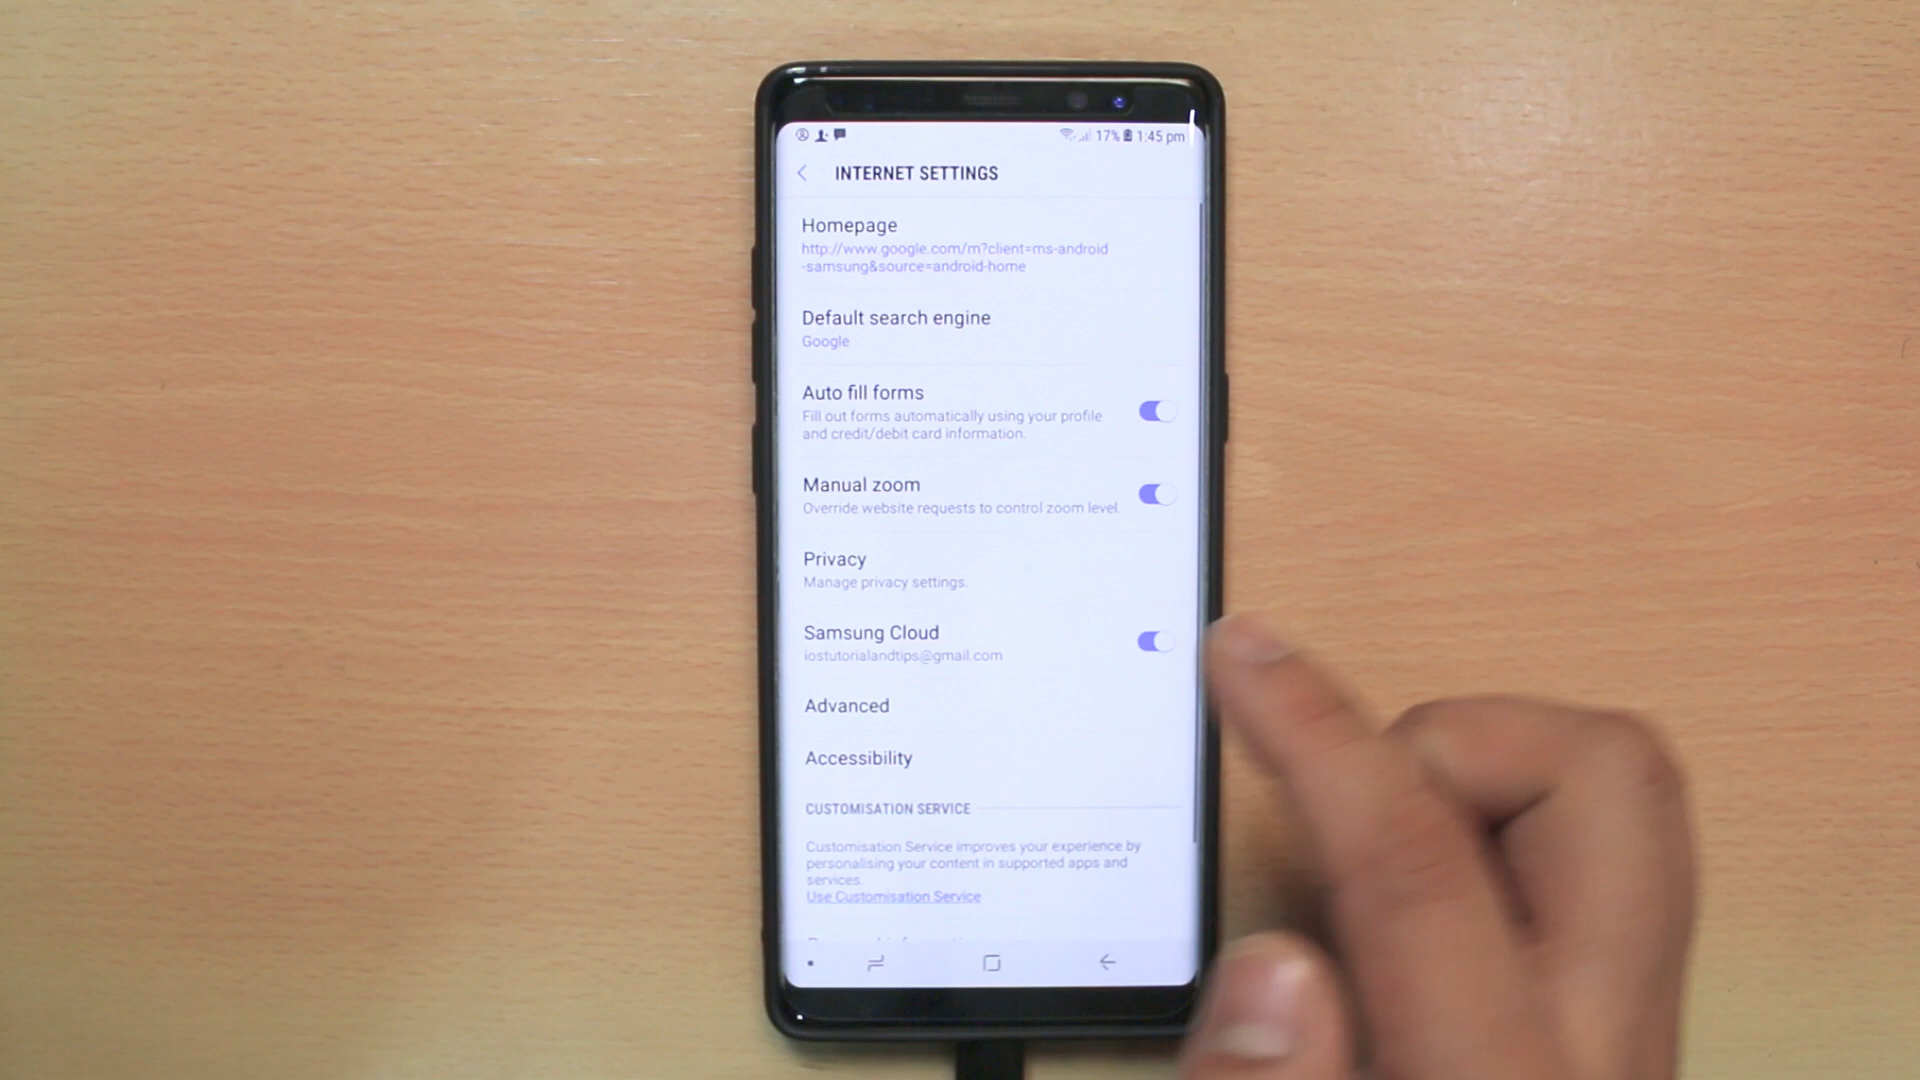 17% 1:45 pm
INTERNET SETTINGS
Homepage
http://www.google.com/m?client=ms-android
-samsung&source=android-home
Default search engine
Google
Auto fill forms
Fill out forms automatically using your profile
and credit/debit card information.
Manual zoom
Override website requests to control zoom level.
Privacy
Manage privacy settings.
Samsung Cloud
iostutorialandtips@gmail.com
Advanced
Accessibility
CUSTOMISATION SERVICE
Customisation Service improves your experience by
personalising your content in supported apps and
services.
Use Customisation Service